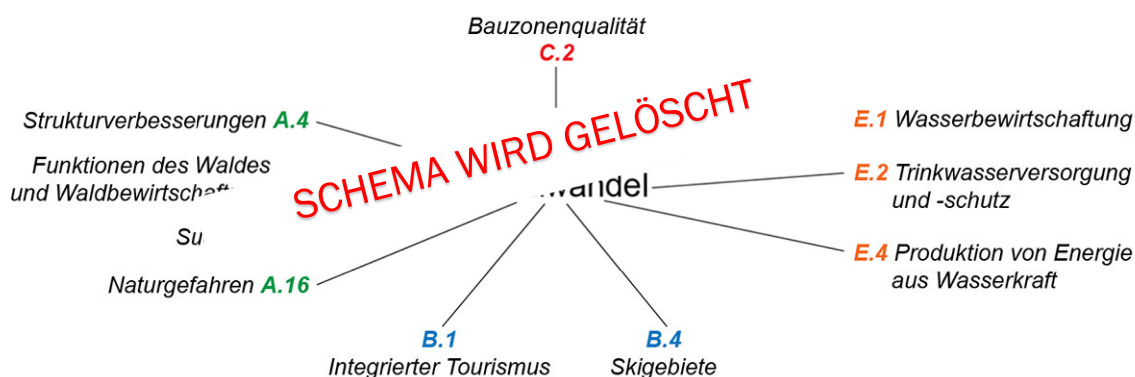 Bauzonenqualität
C.2
SCHEMA WIRD GELÖSCHT
Strukturverbesserungen A.4
Funktionen des Waldes
und
Naturgefahren A.16
E.1 Wasserbewirtschaftung
E.2 Trinkwasserversorgung
und -schutz
E.4 Produktion von Energie
aus Wasserkraft
B.1
Integrierter Tourismus
B.4
Skigebiete